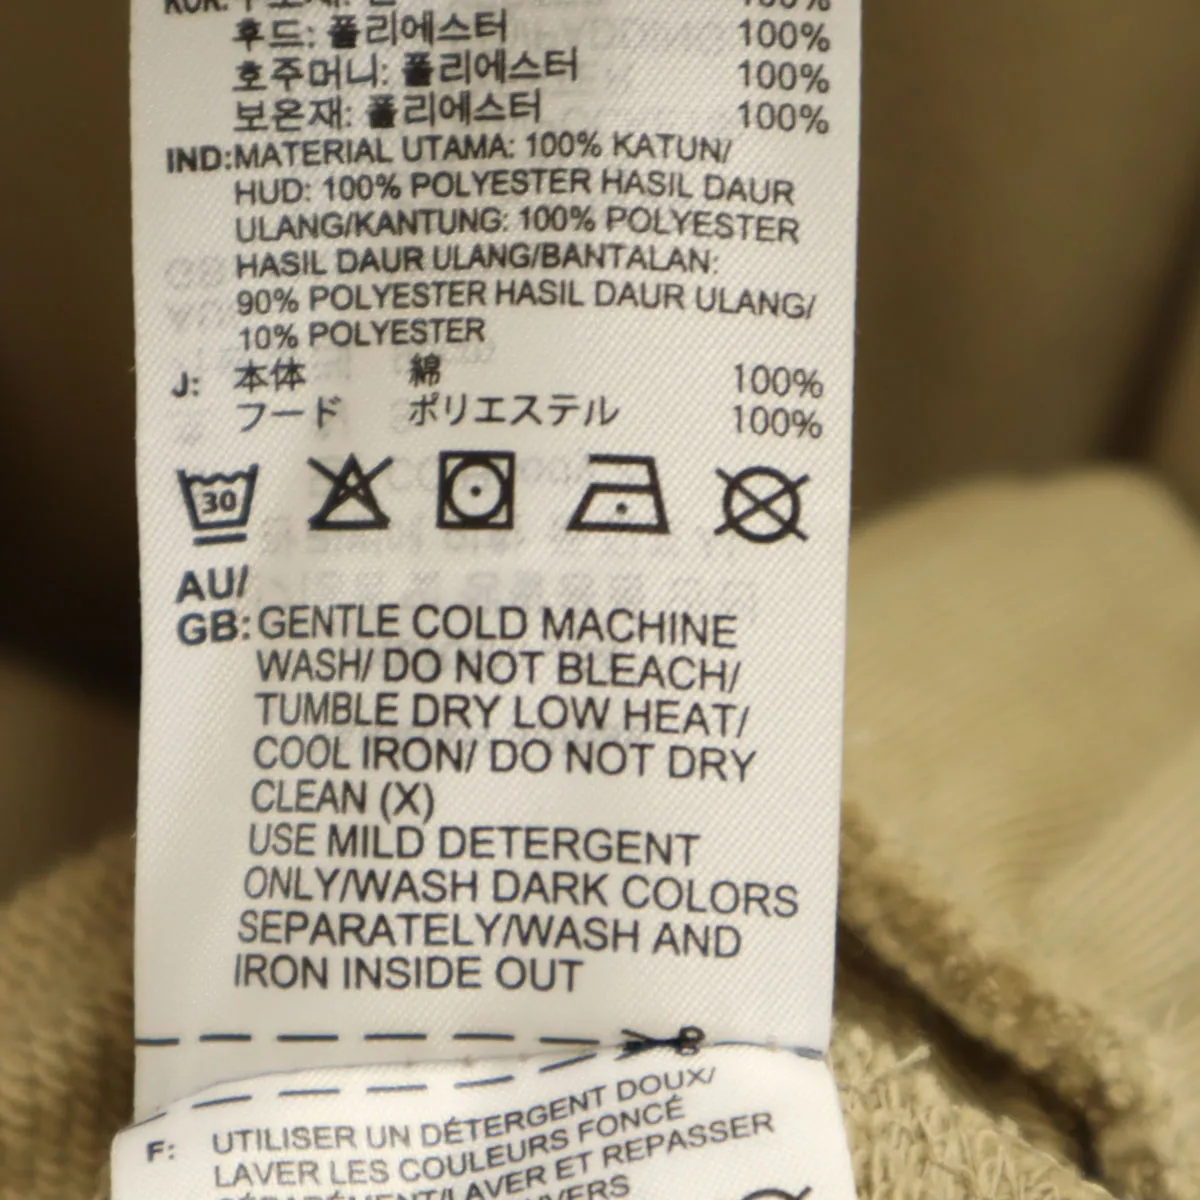 KOR:
100%
후드: 폴리에스터 100%
호주머니: 폴리에스터 100%
보온재: 폴리에스터 100%
IND:MATERIAL UTAMA: 100% KATUN/
HUD: 100% POLYESTER HASIL DAUR
ULANG/KANTUNG: 100% POLYESTER
HASIL DAUR ULANG/BANTALAN:
90% POLYESTER HASIL DAUR ULANG/
10% POLYESTER
J: 本体 綿 100%
フード ポリエステル 100%
30
AU/
GB: GENTLE COLD MACHINE
WASH/ DO NOT BLEACH/
TUMBLE DRY LOW HEAT/
COOL IRON/ DO NOT DRY
CLEAN (X)
USE MILD DETERGENT
ONLY/WASH DARK COLORS
SEPARATELY/WASH AND
IRON INSIDE OUT
F: UTILISER UN DÉTERGENT DOUX/
LAVER LES COULEURS FONCÉ
SÉPARÉMENT/LAVER ET REPASSER